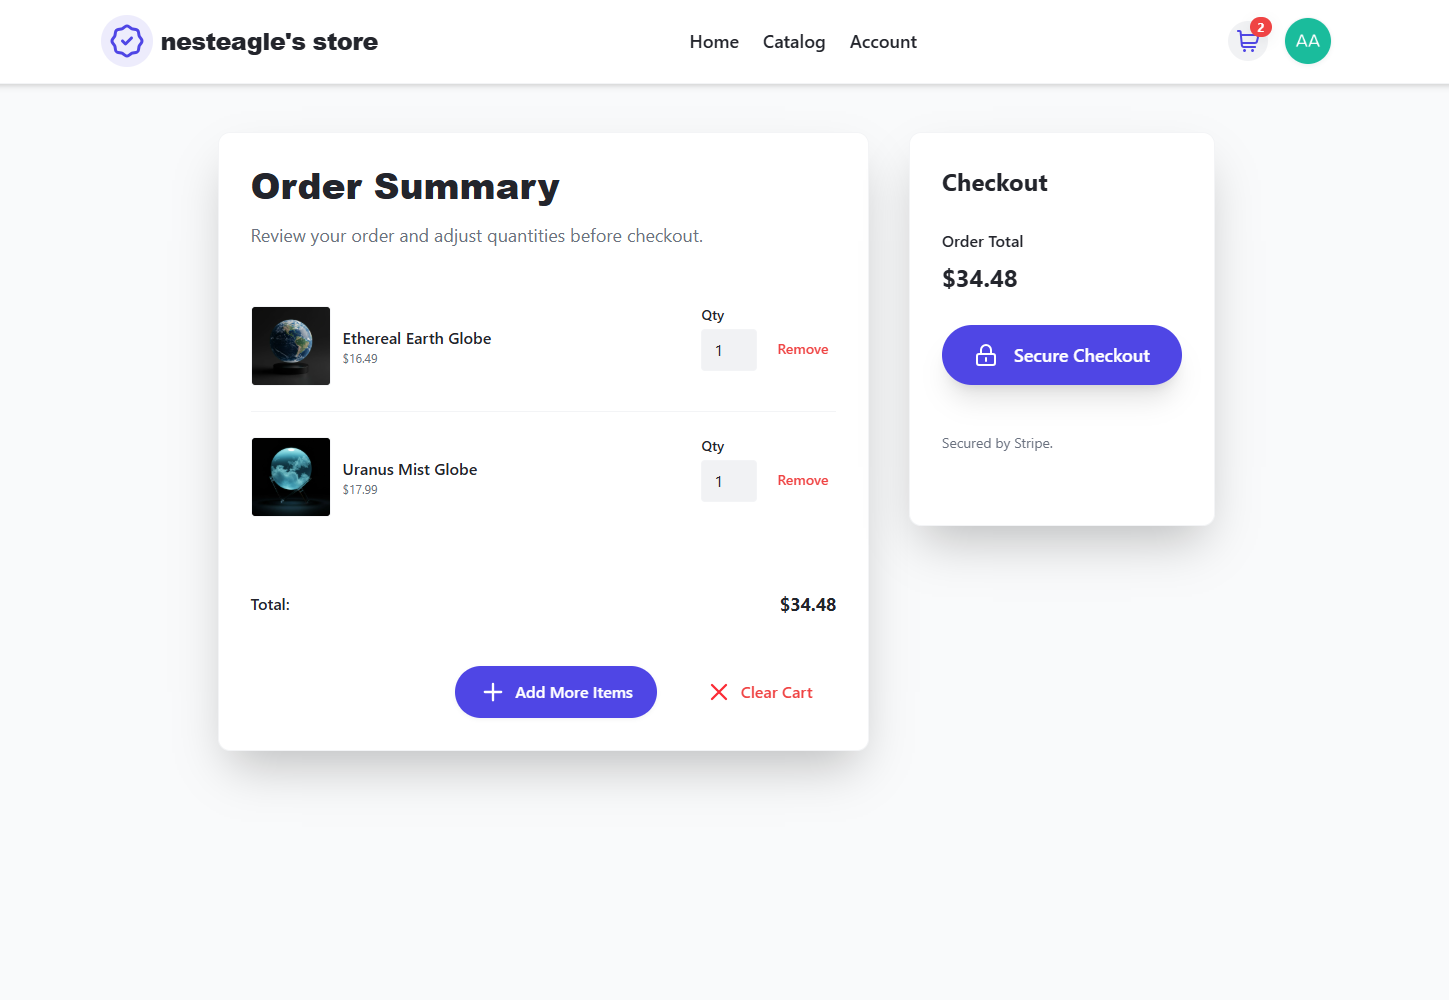 nesteagle's store
Home
Catalog
Account
2
AA
Order Summary
Review your order and adjust quantities before checkout.
Ethereal Earth Globe
$16.49
Qty
1
Remove
Uranus Mist Globe
$17.99
Qty
1
Remove
Total:
$34.48
Add More Items
Clear Cart
Checkout
Order Total
$34.48
Secure Checkout
Secured by Stripe.